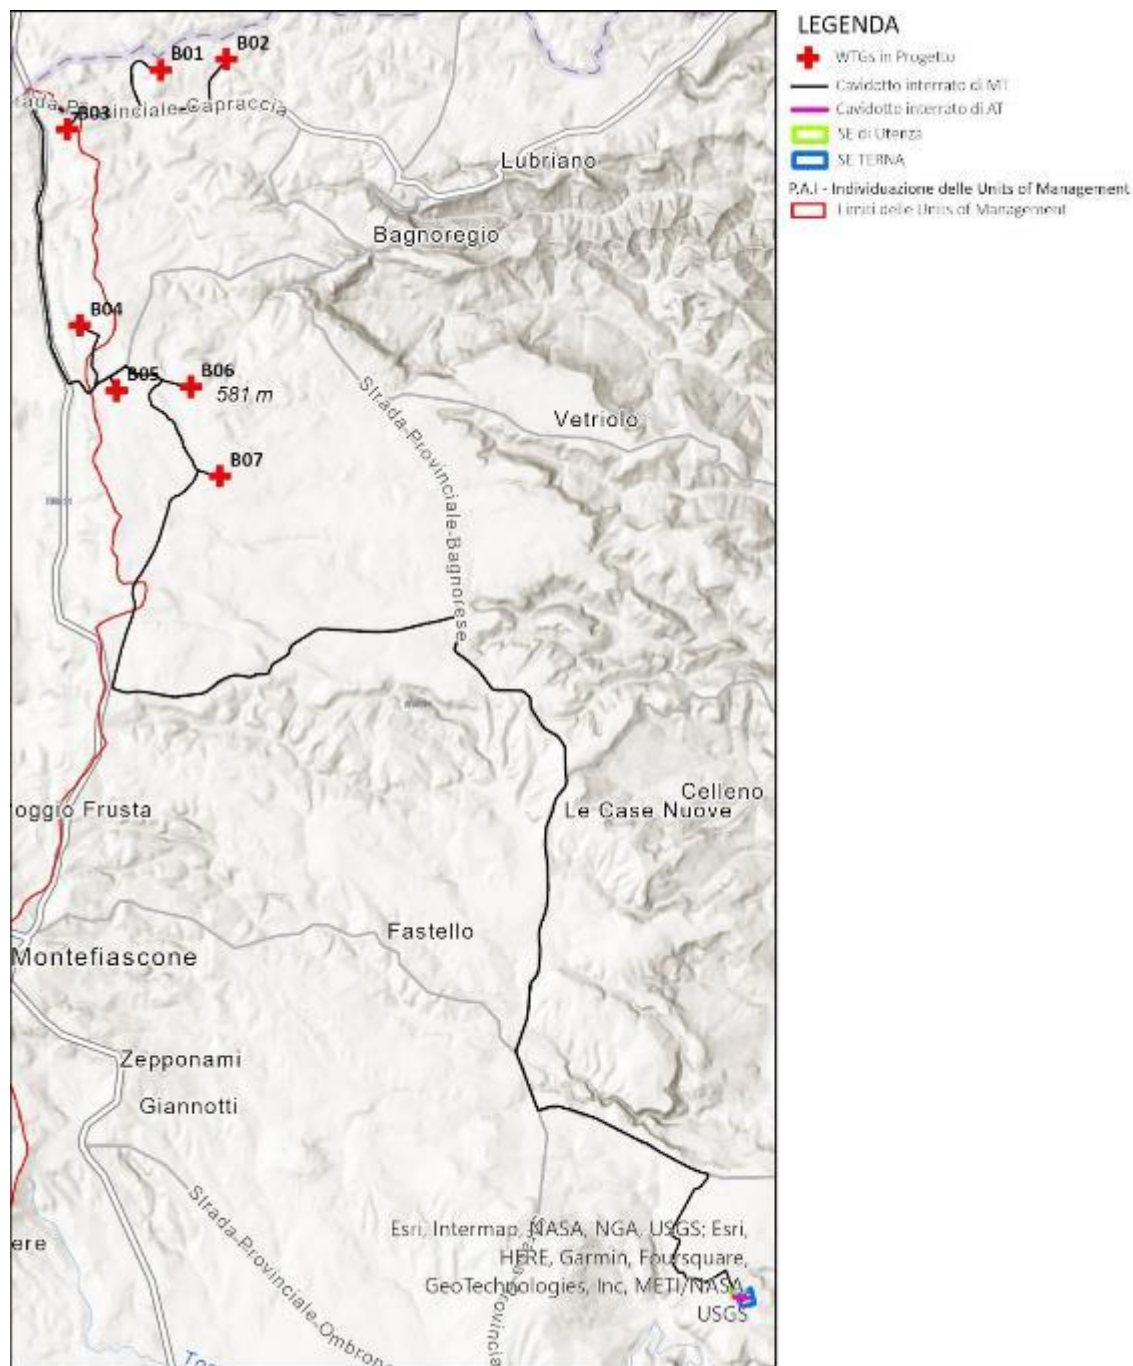 LEGENDA
WTGs in Progetto
Cavidotto interrato di MT
Cavidotto interrato di AT
SE di Utenza
SE TERNA
P.A.I - Individuazione delle Units of Management
Limiti delle Units of Management
B01
B02
Provinciale-Capraccia
B03
Lubriano
Bagnoregio
B04
B05
B06
581 m
Strada-Provinciale-Bagnorese
Vetriolo
B07
Celleno
Le Case Nuove
oggio Frusta
Fastello
Montefiascone
Zepponami
Giannotti
Strada-Provinciale-Ombrone
ere
Esri, Intermap, NASA, NGA, USGS; Esri,
HERE, Garmin, Foursquare,
GeoTechnologies, Inc, METI/NASA,
USGS